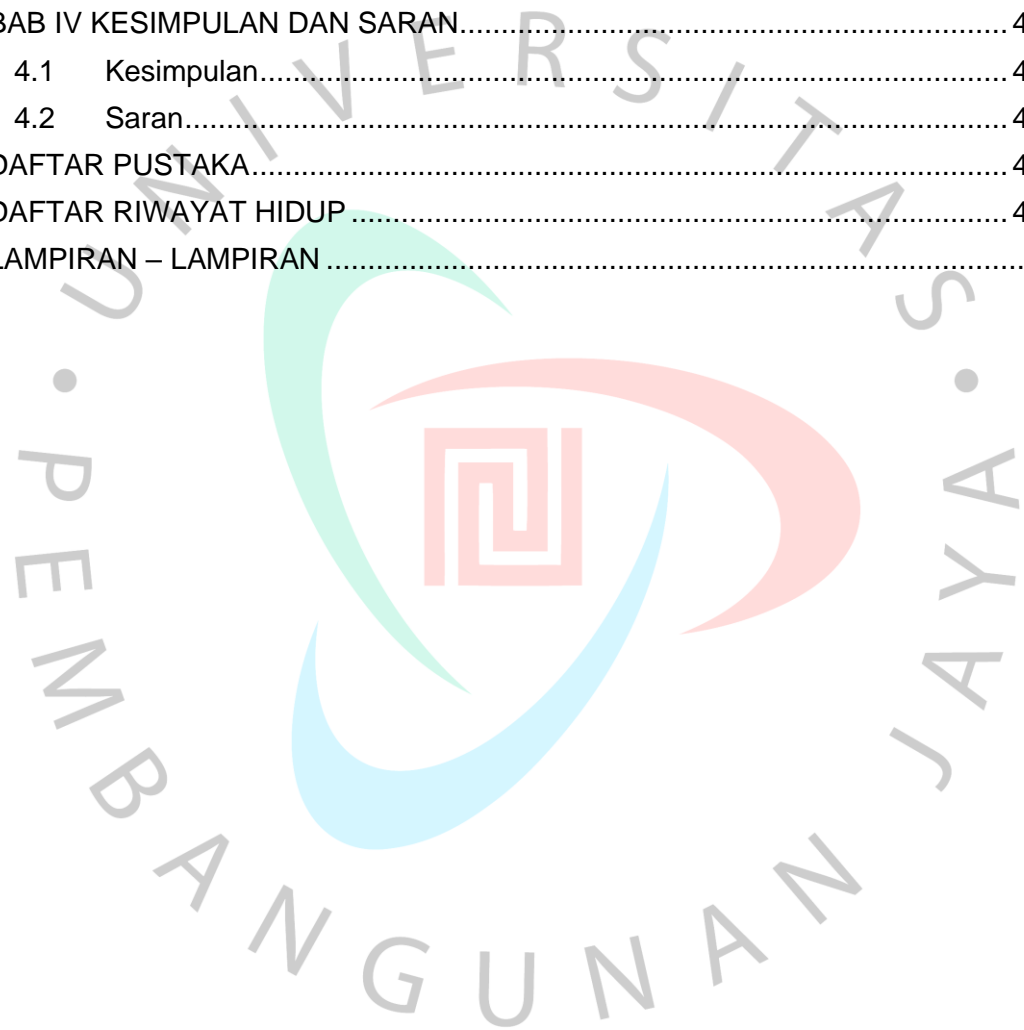 BAB IV KESIMPULAN DAN SARAN.................................................................. 4
4.1 Kesimpulan.......................................................................................... 4
4.2 Saran................................................................................................... 4
DAFTAR PUSTAKA........................................................................................... 4
DAFTAR RIWAYAT HIDUP ............................................................................... 4
LAMPIRAN – LAMPIRAN ....................................................................................
UNIVERSITAS
PEMBANGUNAN JAYA